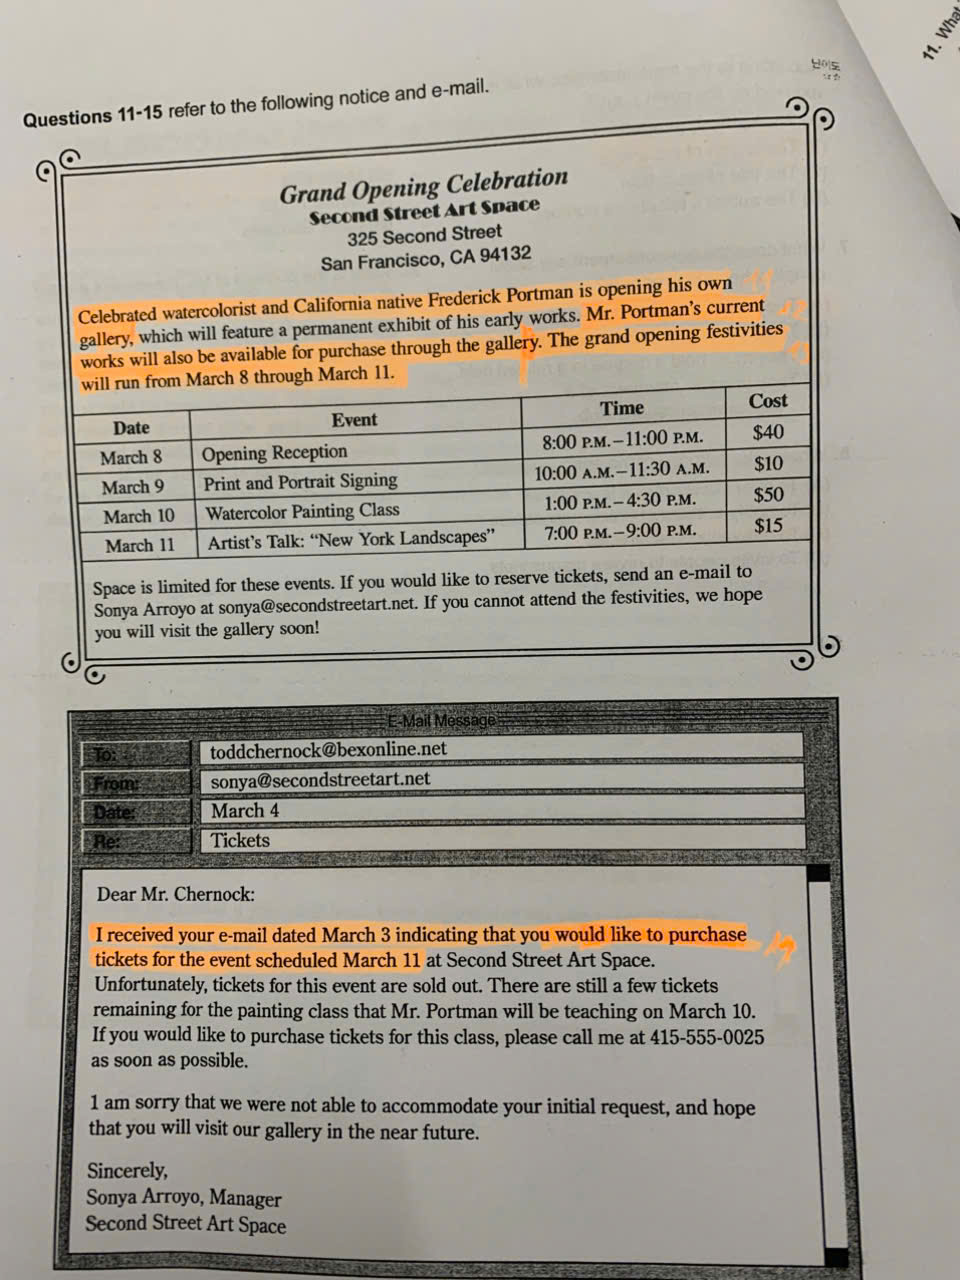 11. What
난이도
Questions 11-15 refer to the following notice and e-mail.
Grand Opening Celebration
Second Street Art Space
325 Second Street
San Francisco, CA 94132
Celebrated watercolorist and California native Frederick Portman is opening his own
gallery, which will feature a permanent exhibit of his early works. Mr. Portman's current
works will also be available for purchase through the gallery. The grand opening festivities
will run from March 8 through March 11.
Date Event Time Cost
March 8 Opening Reception 8:00 P.M.–11:00 P.M. $40
March 9 Print and Portrait Signing 10:00 A.M.–11:30 A.M. $10
March 10 Watercolor Painting Class 1:00 P.M.–4:30 P.M. $50
March 11 Artist's Talk: "New York Landscapes" 7:00 P.M.–9:00 P.M. $15
Space is limited for these events. If you would like to reserve tickets, send an e-mail to
Sonya Arroyo at sonya@secondstreetart.net. If you cannot attend the festivities, we hope
you will visit the gallery soon!
E-Mail Message
To: toddchernock@bexonline.net
From: sonya@secondstreetart.net
Date: March 4
Re: Tickets
Dear Mr. Chernock:
I received your e-mail dated March 3 indicating that you would like to purchase
tickets for the event scheduled March 11 at Second Street Art Space.
Unfortunately, tickets for this event are sold out. There are still a few tickets
remaining for the painting class that Mr. Portman will be teaching on March 10.
If you would like to purchase tickets for this class, please call me at 415-555-0025
as soon as possible.
I am sorry that we were not able to accommodate your initial request, and hope
that you will visit our gallery in the near future.
Sincerely,
Sonya Arroyo, Manager
Second Street Art Space